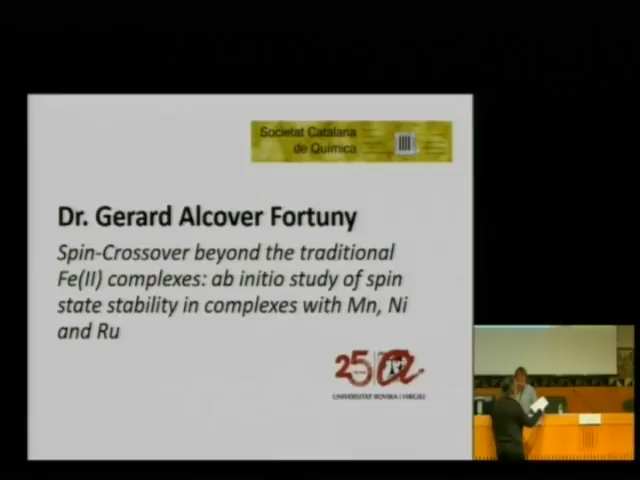 Societat Catalana
de Química
Dr. Gerard Alcover Fortuny
Spin-Crossover beyond the traditional
Fe(II) complexes: ab initio study of spin
state stability in complexes with Mn, Ni
and Ru
25
UNIVERSITAT ROVIRA I VIRGILI